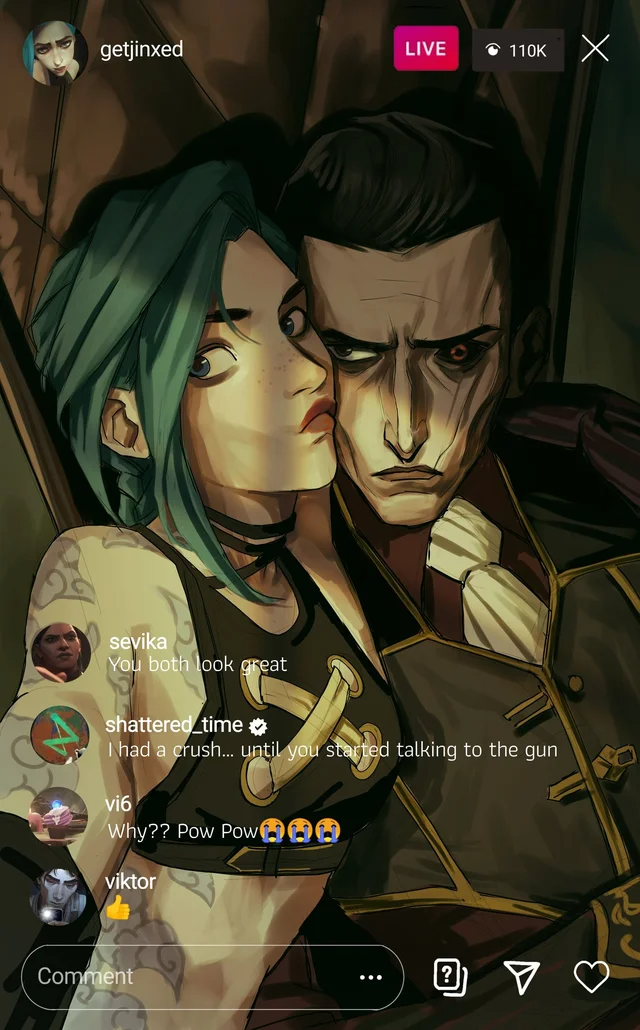 getjinxed
LIVE
110K
sevika
You both look great
shattered_time
I had a crush... until you started talking to the gun
vi6
Why?? Pow Pow😭😭😭
viktor
👍
Comment